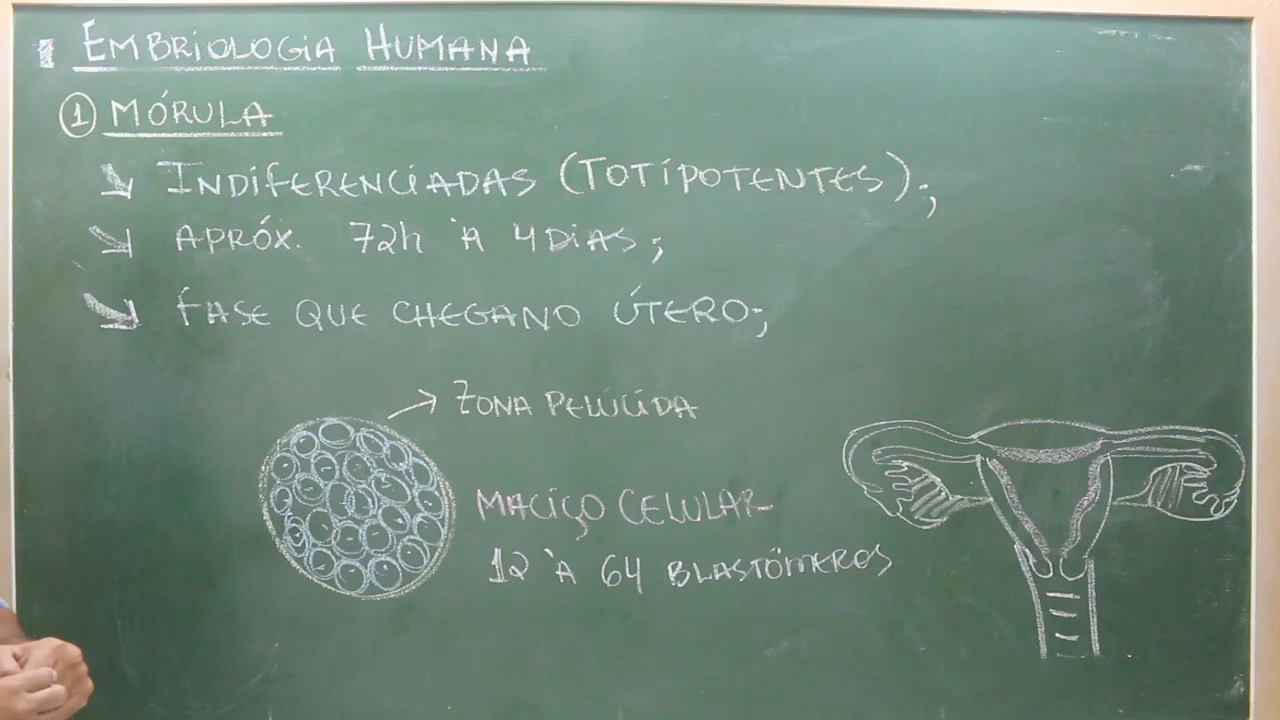 EMBRIOLOGIA HUMANA
1 MÓRULA
INDIFERENCIADAS (TOTIPOTENTES);
APRÓX. 72h À 4 DIAS;
FASE QUE CHEGA NO ÚTERO;
ZONA PELÚCIDA
MACIÇO CELULAR
12 À 64 BLASTÔMEROS